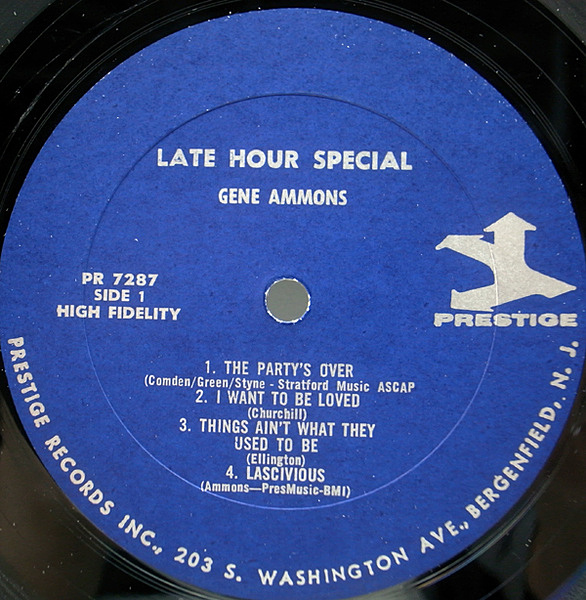 LATE HOUR SPECIAL
GENE AMMONS
PR 7287
SIDE 1
HIGH FIDELITY
PRESTIGE
1. THE PARTY'S OVER
(Comden/Green/Styne - Stratford Music ASCAP
2. I WANT TO BE LOVED
(Churchill)
3. THINGS AIN'T WHAT THEY
USED TO BE
(Ellington)
4. LASCIVIOUS
(Ammons—PresMusic-BMI)
PRESTIGE RECORDS INC., 203 S. WASHINGTON AVE., BERGENFIELD, N. J.